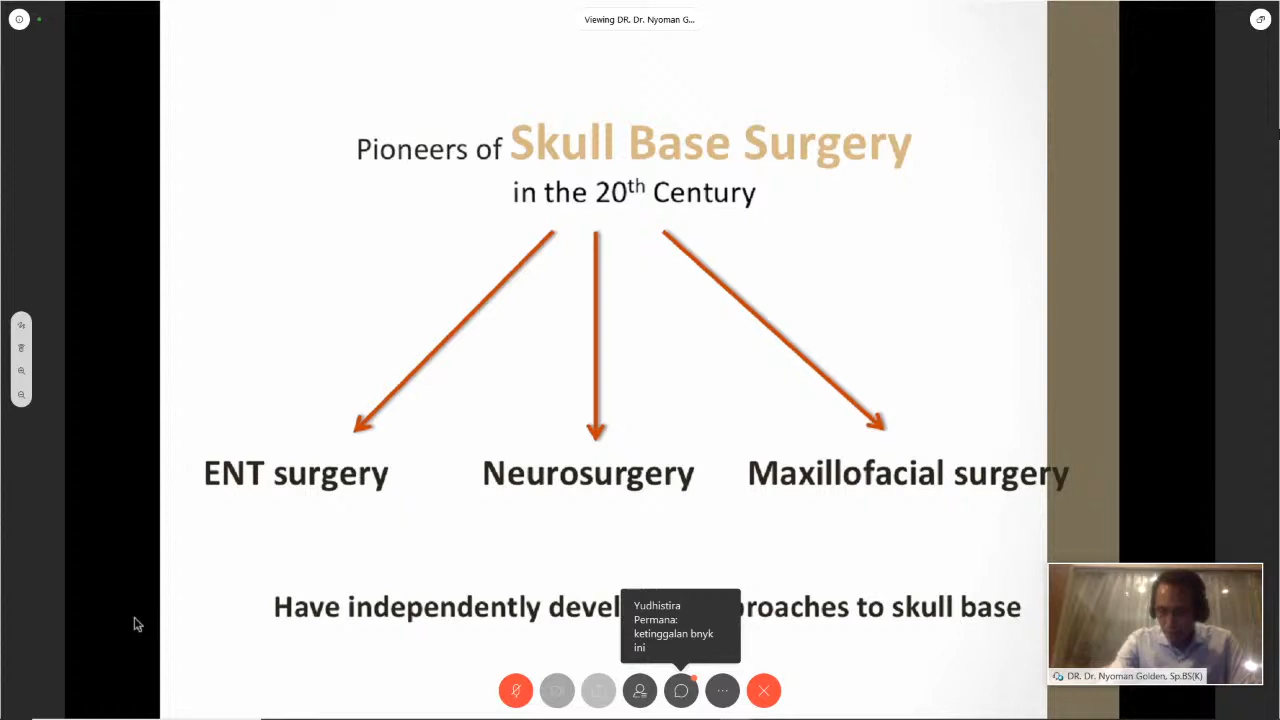 Viewing DR. Dr. Nyoman G...
Pioneers of Skull Base Surgery
in the 20th Century
ENT surgery
Neurosurgery
Maxillofacial surgery
Have independently devel
proaches to skull base
Yudhistira
Permana:
ketinggalan bnyk
ini
DR. Dr. Nyoman Golden, Sp.BS(K)